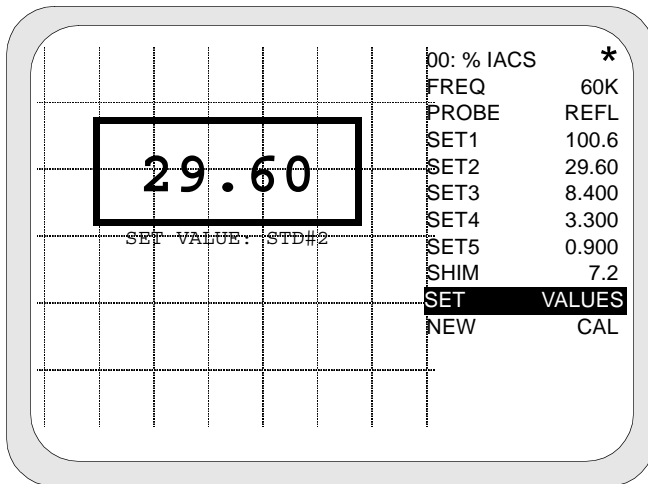 29.60
SET VALUE: STD#2
00: % IACS *
FREQ 60K
PROBE REFL
SET1 100.6
SET2 29.60
SET3 8.400
SET4 3.300
SET5 0.900
SHIM 7.2
SET VALUES
NEW CAL